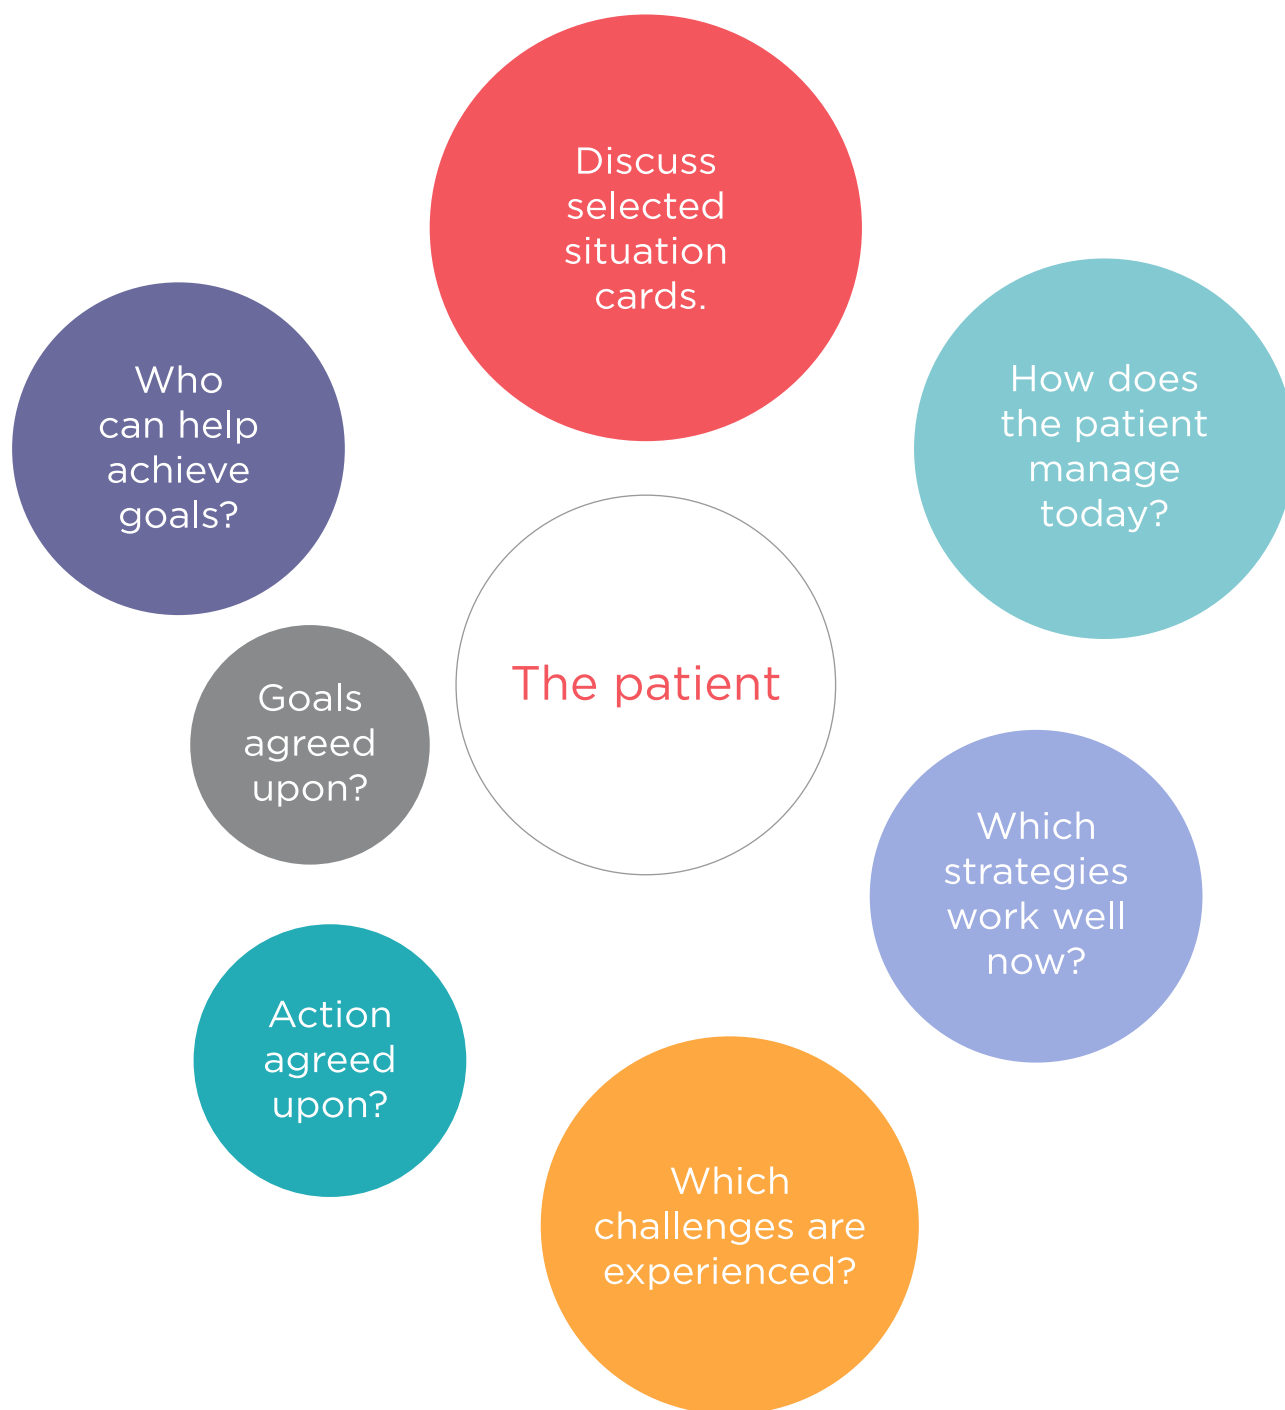 Discuss
selected
situation
cards.
How does
the patient
manage
today?
Who
can help
achieve
goals?
The patient
Goals
agreed
upon?
Which
strategies
work well
now?
Action
agreed
upon?
Which
challenges are
experienced?